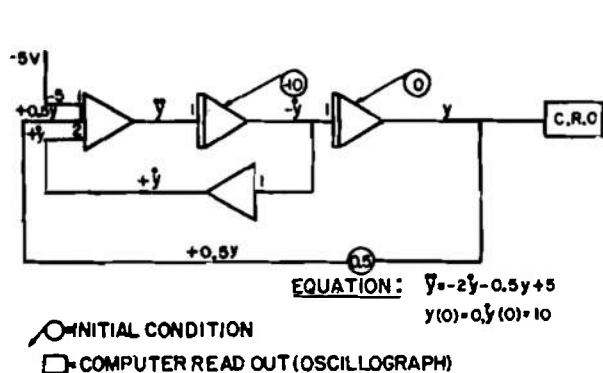 -5V
-5
1
+0.5y
+ẏ
2
ÿ
1
-10
-ẏ
1
0
y
C.R.O
+ẏ
1
+0.5y
0.5
EQUATION: ÿ=-2ẏ-0.5y+5
y(0)=0,ẏ(0)=10
=INITIAL CONDITION
=COMPUTER READ OUT(OSCILLOGRAPH)